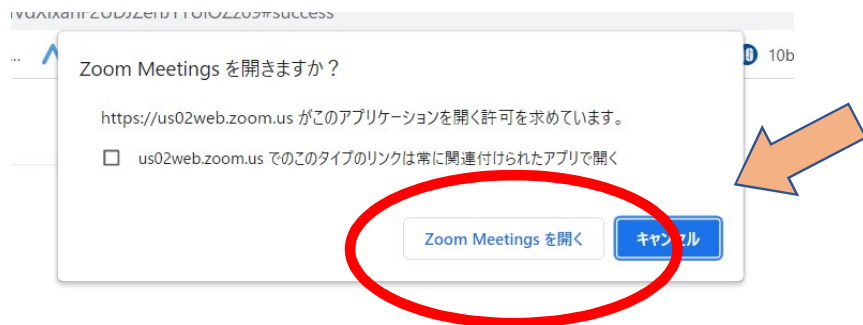 ... 10b
Zoom Meetings を開きますか？
https://us02web.zoom.us がこのアプリケーションを開く許可を求めています。
us02web.zoom.us でのこのタイプのリンクは常に関連付けられたアプリで開く
Zoom Meetings を開く キャンセル